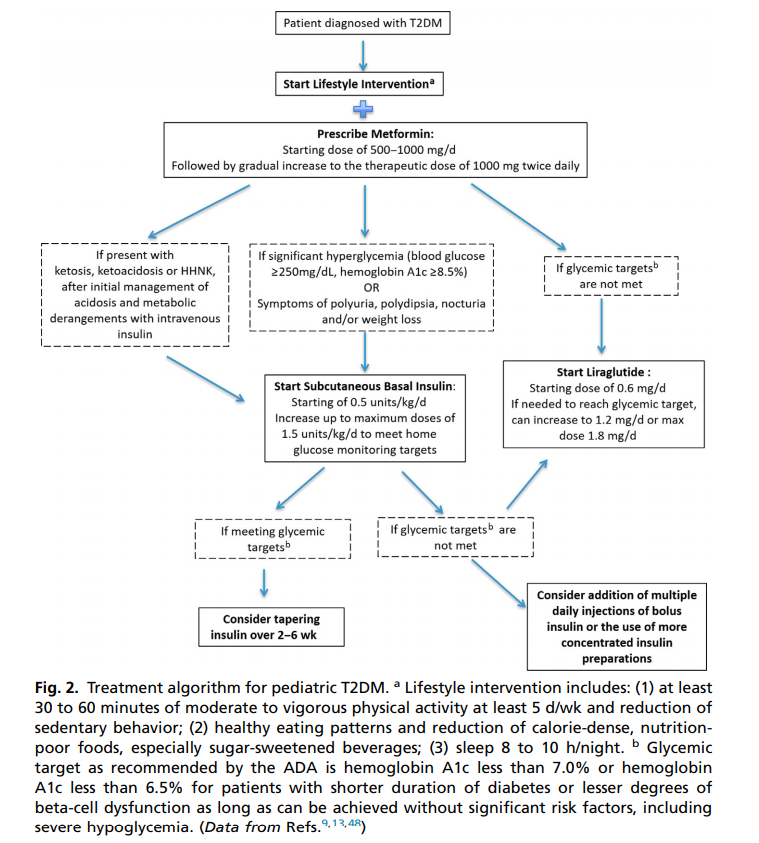 Patient diagnosed with T2DM
Start Lifestyle Interventionᵃ
Prescribe Metformin:
Starting dose of 500–1000 mg/d
Followed by gradual increase to the therapeutic dose of 1000 mg twice daily
If present with
ketosis, ketoacidosis or HHNK,
after initial management of
acidosis and metabolic
derangements with intravenous
insulin
If significant hyperglycemia (blood glucose
≥250mg/dL, hemoglobin A1c ≥8.5%)
OR
Symptoms of polyuria, polydipsia, nocturia
and/or weight loss
If glycemic targetsᵇ
are not met
Start Subcutaneous Basal Insulin:
Starting of 0.5 units/kg/d
Increase up to maximum doses of
1.5 units/kg/d to meet home
glucose monitoring targets
Start Liraglutide :
Starting dose of 0.6 mg/d
If needed to reach glycemic target,
can increase to 1.2 mg/d or max
dose 1.8 mg/d
If meeting glycemic
targetsᵇ
If glycemic targetsᵇ are
not met
Consider tapering
insulin over 2–6 wk
Consider addition of multiple
daily injections of bolus
insulin or the use of more
concentrated insulin
preparations
Fig. 2. Treatment algorithm for pediatric T2DM. ᵃ Lifestyle intervention includes: (1) at least
30 to 60 minutes of moderate to vigorous physical activity at least 5 d/wk and reduction of
sedentary behavior; (2) healthy eating patterns and reduction of calorie-dense, nutrition-
poor foods, especially sugar-sweetened beverages; (3) sleep 8 to 10 h/night. ᵇ Glycemic
target as recommended by the ADA is hemoglobin A1c less than 7.0% or hemoglobin
A1c less than 6.5% for patients with shorter duration of diabetes or lesser degrees of
beta-cell dysfunction as long as can be achieved without significant risk factors, including
severe hypoglycemia. (Data from Refs.⁹,¹³,⁴⁸)